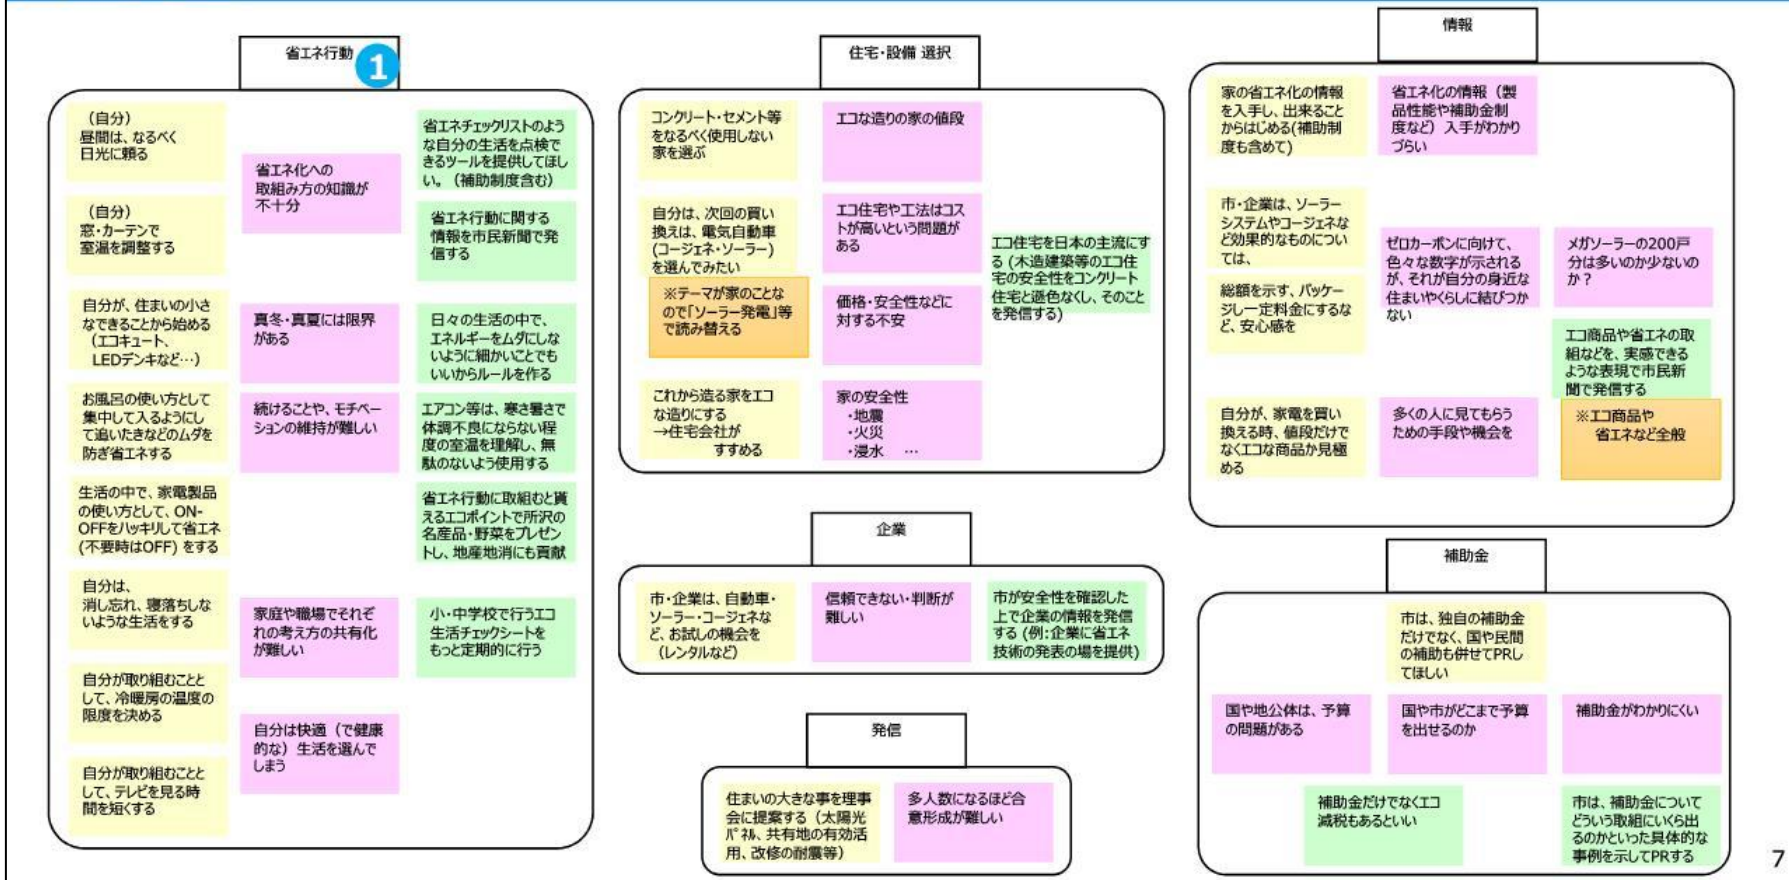 省エネ行動
1
(自分)
昼間は、なるべく
日光に頼る
(自分)
窓・カーテンで
室温を調整する
自分が、住まいの小さ
なできることから始める
(エコキュート、
LEDデンキなど…)
お風呂の使い方として
集中して入るようにし
て追いたきなどのムダを
防ぎ省エネする
生活の中で、家電製品
の使い方として、ON-
OFFをハッキリして省エネ
(不要時はOFF) をする
自分は、
消し忘れ、寝落ちしな
いような生活をする
自分が取り組むことと
して、冷暖房の温度の
限度を決める
自分が取り組むことと
して、テレビを見る時
間を短くする
省エネ化への
取組み方の知識が
不十分
真冬・真夏には限界
がある
続けることや、モチベー
ションの維持が難しい
家庭や職場でそれぞ
れの考え方の共有化
が難しい
自分は快適(で健康
的な)生活を選んで
しまう
省エネチェックリストのよう
な自分の生活を点検で
きるツールを提供してほし
い。(補助制度含む)
省エネ行動に関する
情報を市民新聞で発
信する
日々の生活の中で、
エネルギーをムダにしな
いように細かいことでも
いいからルールを作る
エアコン等は、寒さ暑さで
体調不良にならない程
度の室温を理解し、無
駄のないよう使用する
省エネ行動に取組むと貰
えるエコポイントで所沢の
名産品・野菜をプレゼン
トし、地産地消にも貢献
小・中学校で行うエコ
生活チェックシートを
もっと定期的に行う
住宅・設備 選択
コンクリート・セメント等
をなるべく使用しない
家を選ぶ
自分は、次回の買い
換えは、電気自動車
(コージェネ・ソーラー)
を選んでみたい
※テーマが家のことな
ので「ソーラー発電」等
で読み替える
これから造る家をエコ
な造りにする
→住宅会社が
すすめる
エコな造りの家の値段
エコ住宅や工法はコス
トが高いという問題が
ある
価格・安全性などに
対する不安
家の安全性
・地震
・火災
・浸水 …
エコ住宅を日本の主流にす
る (木造建築等のエコ住
宅の安全性をコンクリート
住宅と遜色なくし、そのこと
を発信する)
企業
市・企業は、自動車・
ソーラー・コージェネな
ど、お試しの機会を
(レンタルなど)
信頼できない・判断が
難しい
市が安全性を確認した
上で企業の情報を発信
する (例:企業に省エネ
技術の発表の場を提供)
発信
住まいの大きな事を理事
会に提案する(太陽光
パネル、共有地の有効活
用、改修の耐震等)
多人数になるほど合
意形成が難しい
情報
家の省エネ化の情報
を入手し、出来ること
からはじめる(補助制
度も含めて)
市・企業は、ソーラー
システムやコージェネな
ど効果的なものについ
ては、
総額を示す、パッケー
ジし一定料金にするな
ど、安心感を
自分が、家電を買い
換える時、値段だけで
なくエコな商品か見極
める
省エネ化の情報(製
品性能や補助金制
度など)入手がわかり
づらい
ゼロカーボンに向けて、
色々な数字が示される
が、それが自分の身近な
住まいやくらしに結びつか
ない
多くの人に見てもらう
ための手段や機会を
メガソーラーの200戸
分は多いのか少ないの
か?
エコ商品や省エネの取
組などを、実感できる
ような表現で市民新
聞で発信する
※エコ商品や
省エネなど全般
補助金
市は、独自の補助金
だけでなく、国や民間
の補助も併せてPRし
てほしい
国や地公体は、予算
の問題がある
国や市がどこまで予算
を出せるのか
補助金がわかりにくい
補助金だけでなくエコ
減税もあるといい
市は、補助金について
どういう取組にいくら出
るのかといった具体的な
事例を示してPRする
7